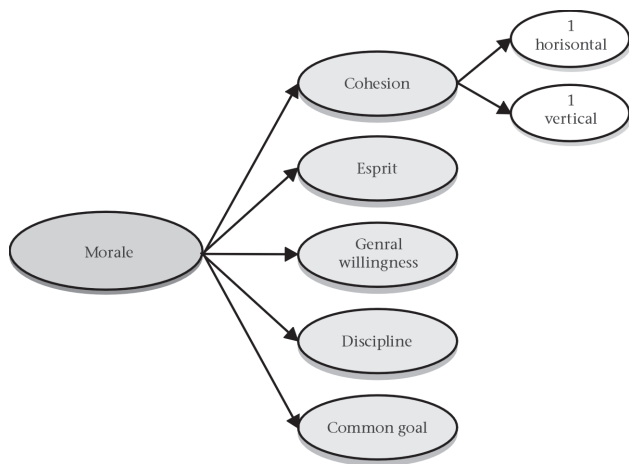 1
horisontal
Cohesion
1
vertical
Esprit
Genral
willingness
Morale
Discipline
Common goal